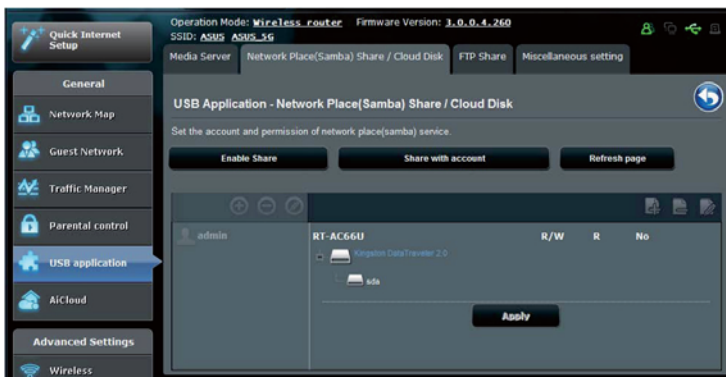 Quick Internet
Setup
Operation Mode: Wireless router Firmware Version: 3.0.0.4.260
SSID: ASUS ASUS_5G
Media Server Network Place(Samba) Share / Cloud Disk FTP Share Miscellaneous setting
General
Network Map
Guest Network
Traffic Manager
Parental control
USB application
AiCloud
Advanced Settings
Wireless
USB Application - Network Place(Samba) Share / Cloud Disk
Set the account and permission of network place(samba) service.
Enable Share Share with account Refresh page
admin
RT-AC66U R/W R No
Kingston DataTraveler 2.0
sda
Apply